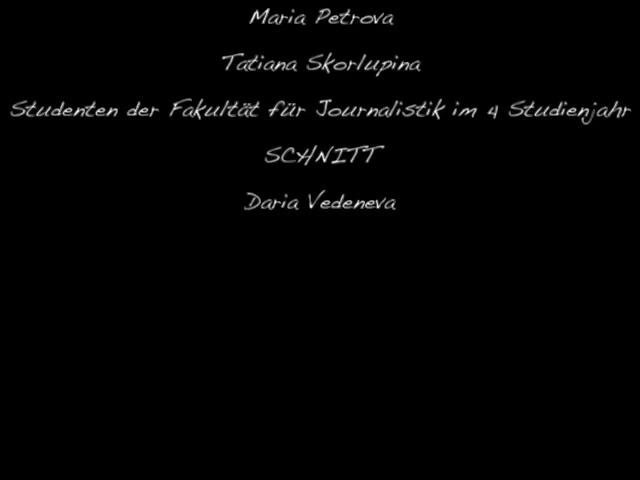 Maria Petrova
Tatiana Skorlupina
Studenten der Fakultät für Journalistik im 4 Studienjahr
SCHNITT
Daria Vedeneva